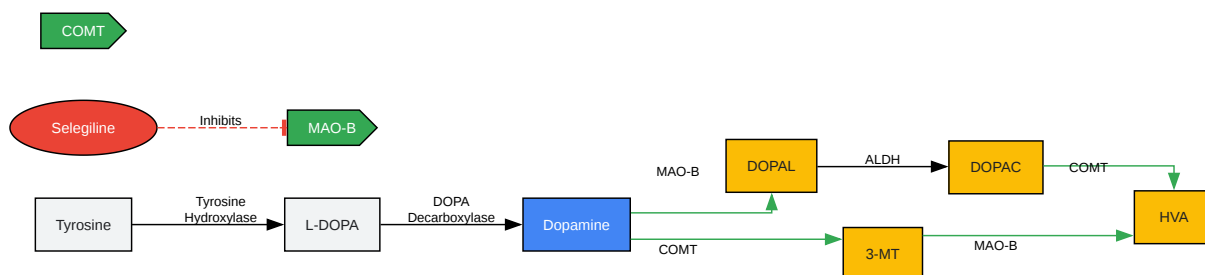 COMT
Selegiline
Inhibits
MAO-B
Tyrosine
Tyrosine
Hydroxylase
L-DOPA
DOPA
Decarboxylase
Dopamine
MAO-B
DOPAL
ALDH
DOPAC
COMT
COMT
3-MT
MAO-B
HVA